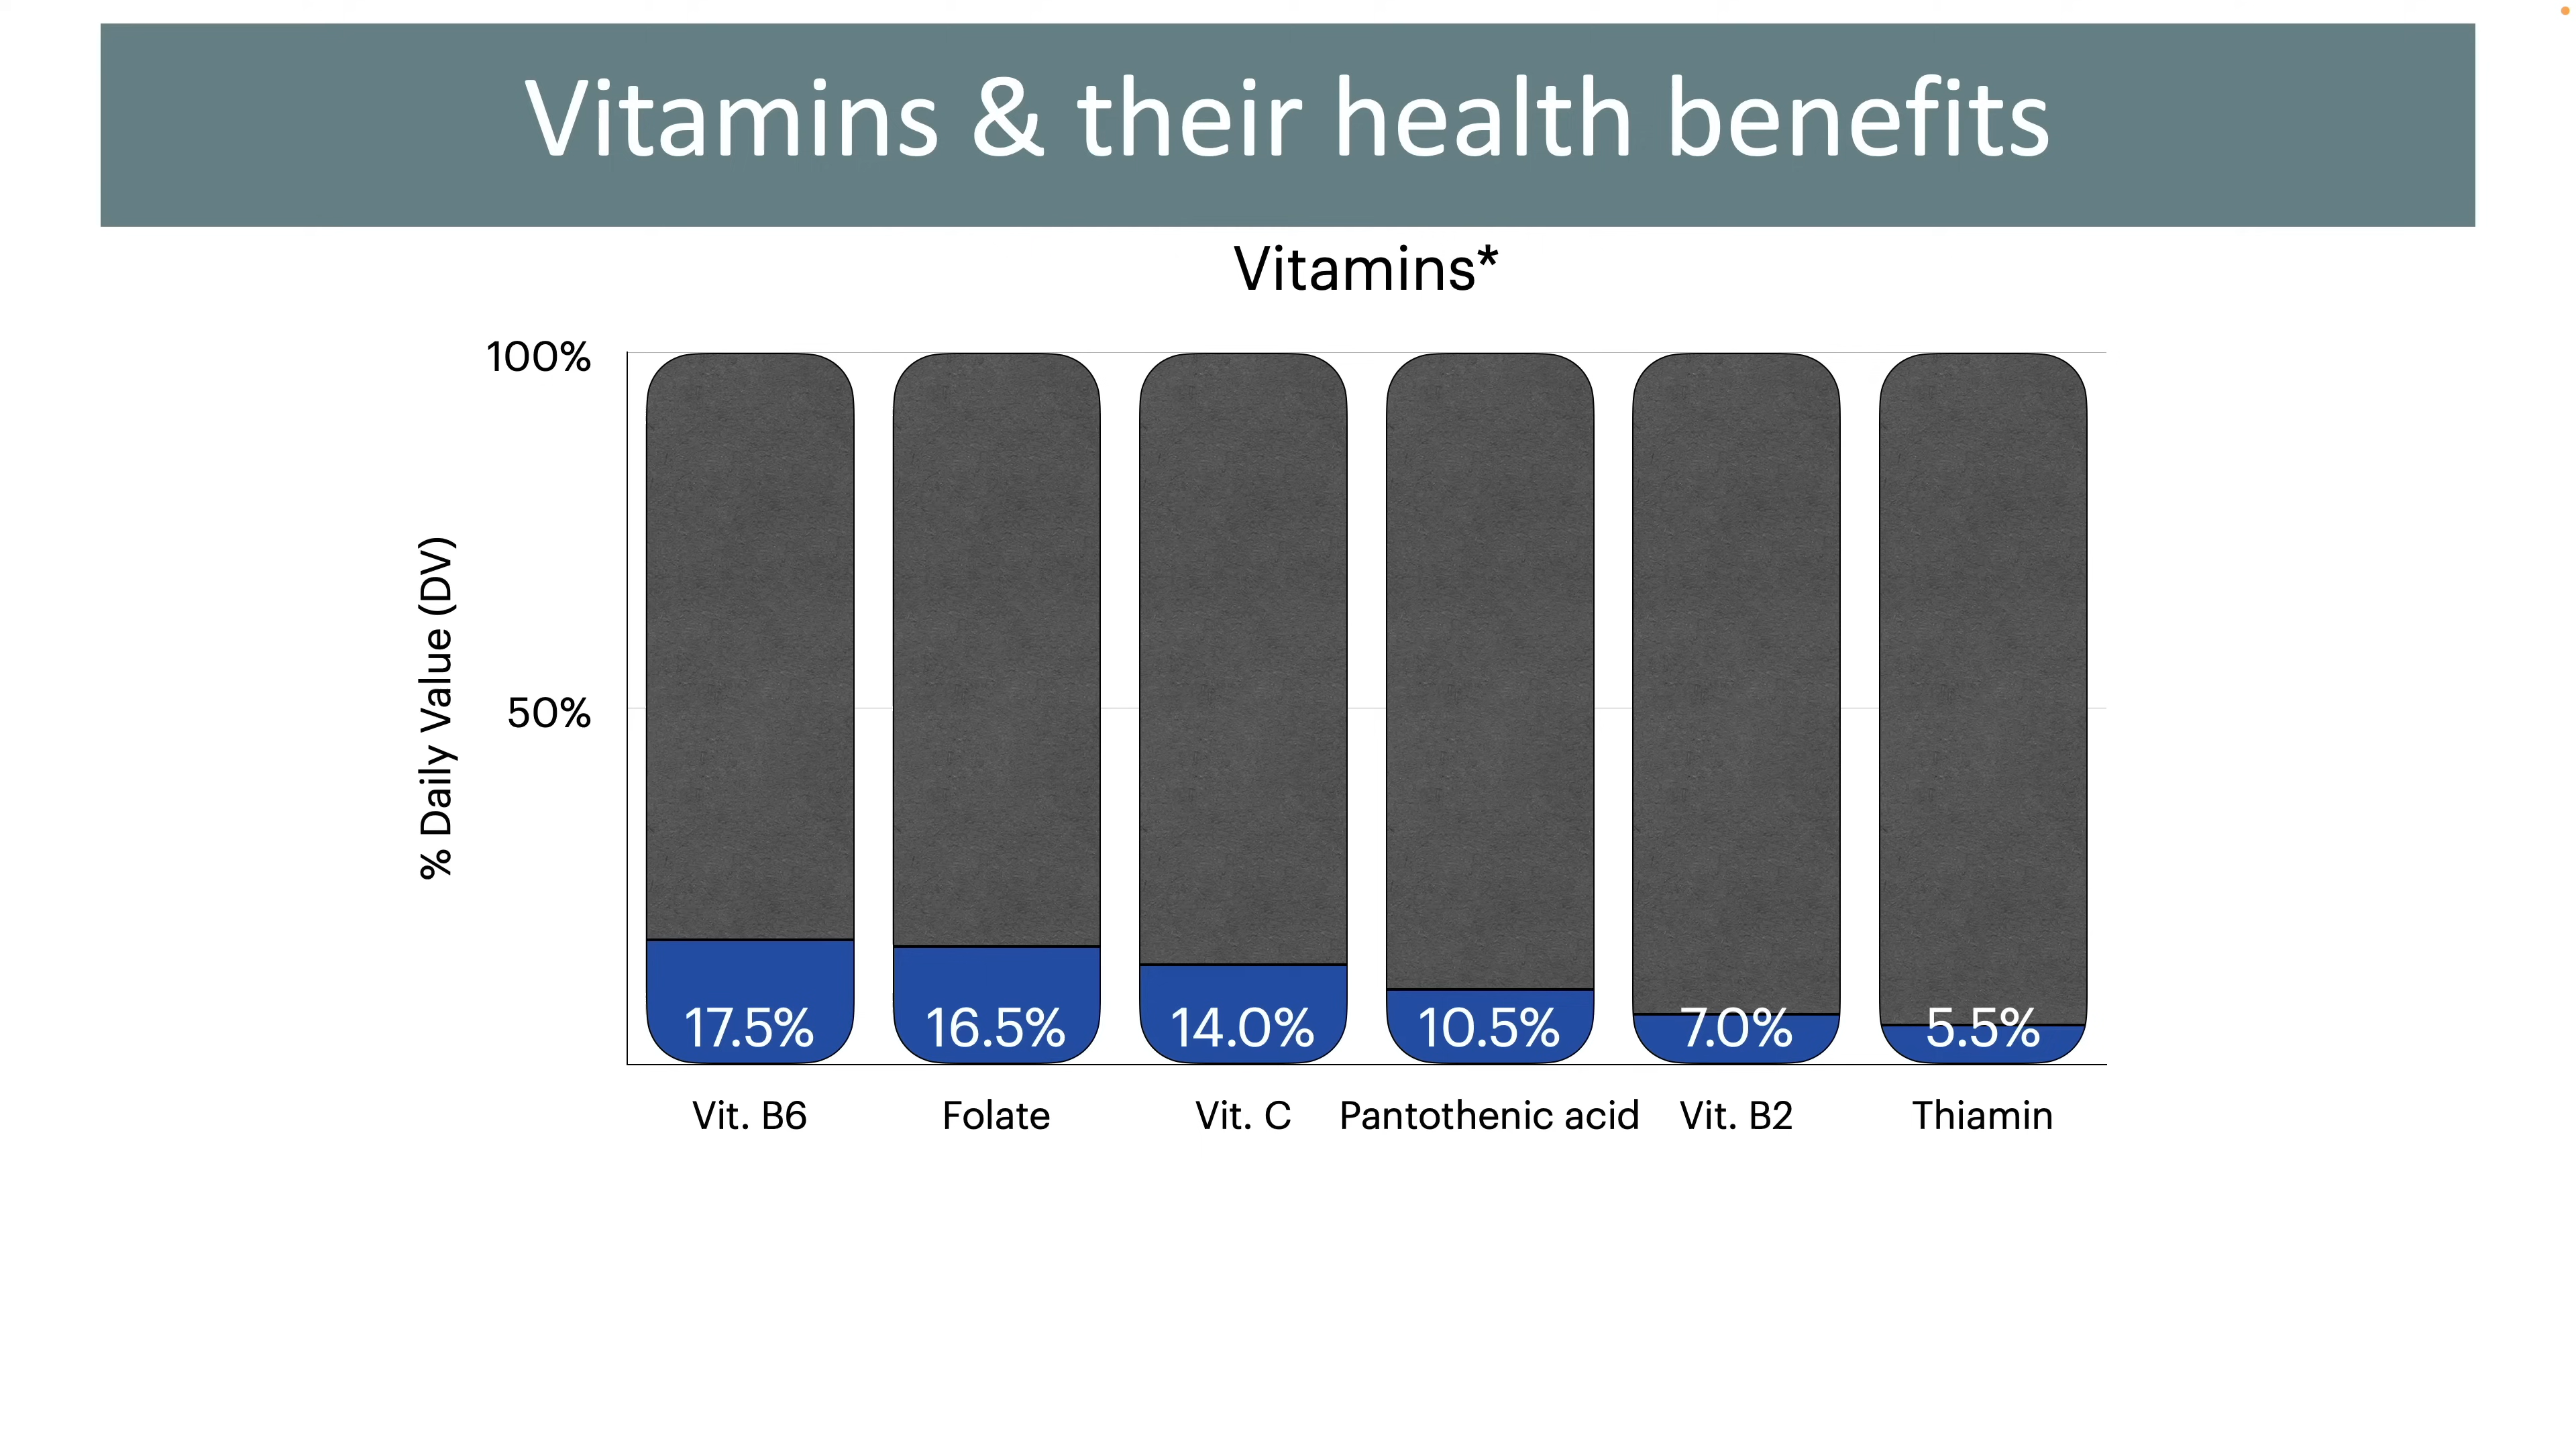 Vitamins & their health benefits
Vitamins*
100%
50%
% Daily Value (DV)
17.5%
16.5%
14.0%
10.5%
7.0%
5.5%
Vit. B6
Folate
Vit. C
Pantothenic acid
Vit. B2
Thiamin